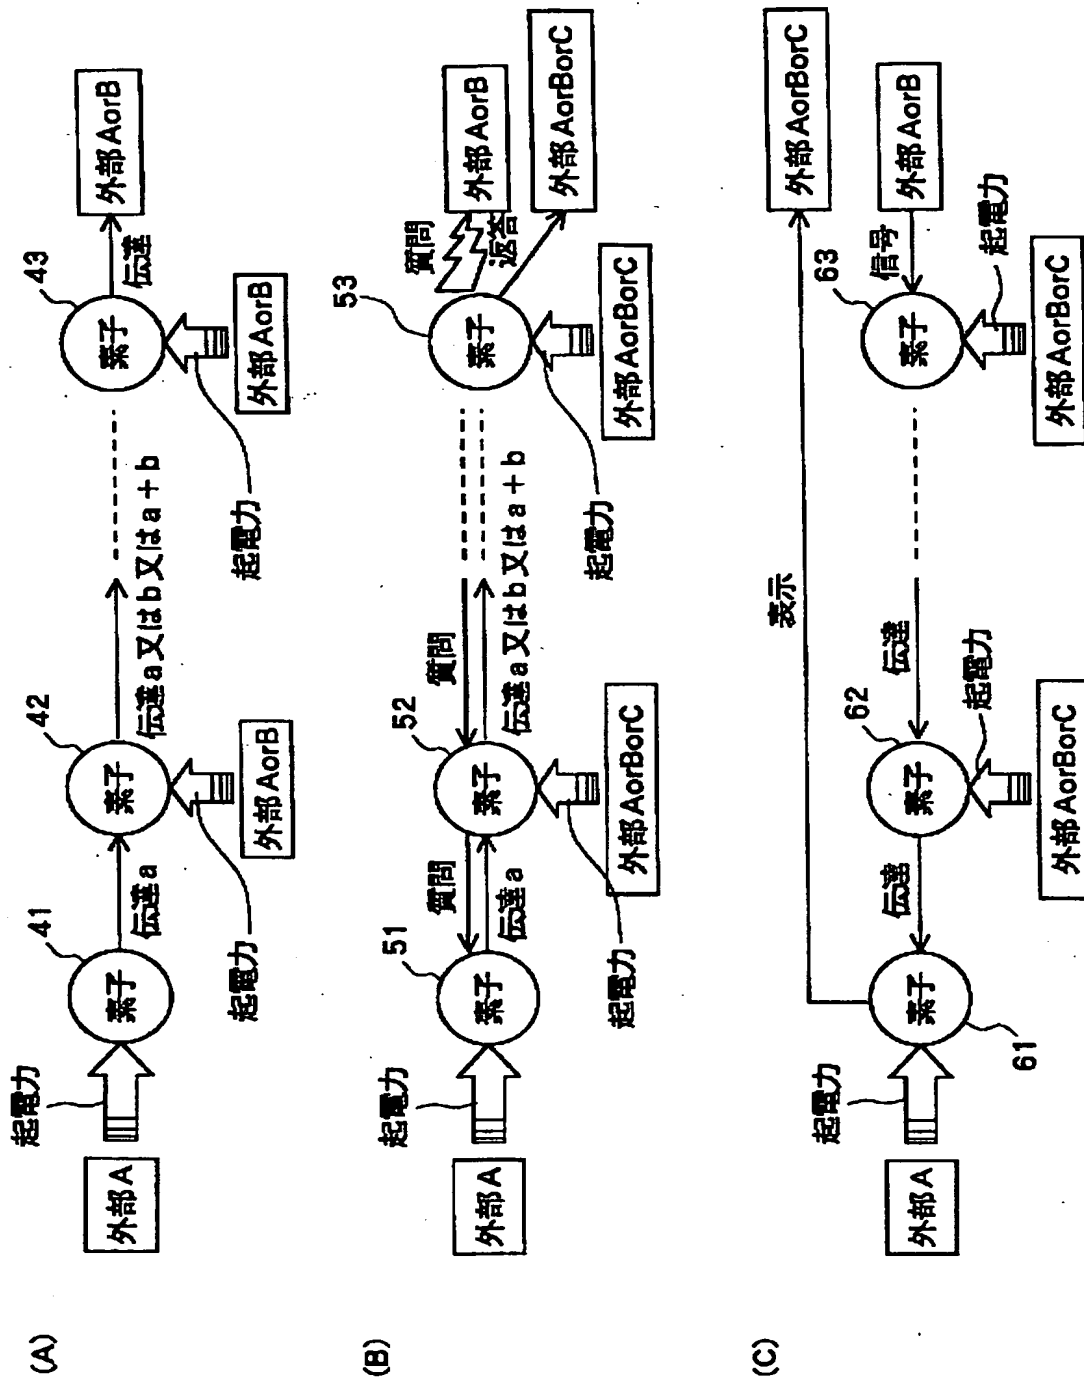 (A)
外部A
起電力
素子
41
伝達a
素子
42
外部AorB
起電力
伝達a又はb又はa+b
素子
43
外部AorB
起電力
伝達
外部AorB
(B)
外部A
起電力
素子
51
質問
伝達a
素子
52
外部AorBorC
起電力
質問
伝達a又はb又はa+b
素子
53
外部AorBorC
起電力
質問
返答
外部AorB
外部AorBorC
(C)
外部A
起電力
素子
61
表示
伝達
素子
62
起電力
外部AorBorC
伝達
素子
63
起電力
外部AorBorC
信号
外部AorB
外部AorBorC